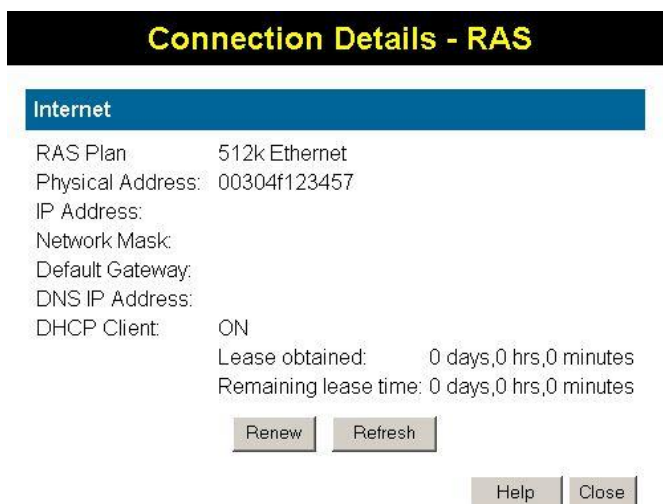 Connection Details - RAS
Internet
RAS Plan 512k Ethernet
Physical Address: 00304f123457
IP Address:
Network Mask:
Default Gateway:
DNS IP Address:
DHCP Client: ON
Lease obtained: 0 days,0 hrs,0 minutes
Remaining lease time: 0 days,0 hrs,0 minutes
Renew Refresh
Help Close